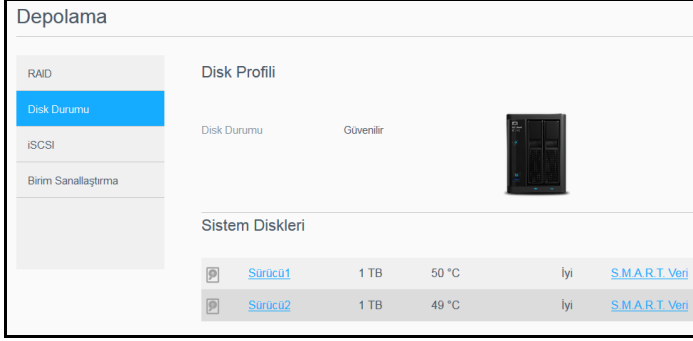 Depolama
RAID
Disk Durumu
iSCSI
Birim Sanallaştırma
Disk Profili
Disk Durumu Güvenilir
Sistem Diskleri
Sürücü1 1 TB 50 °C İyi S.M.A.R.T. Veri
Sürücü2 1 TB 49 °C İyi S.M.A.R.T. Veri